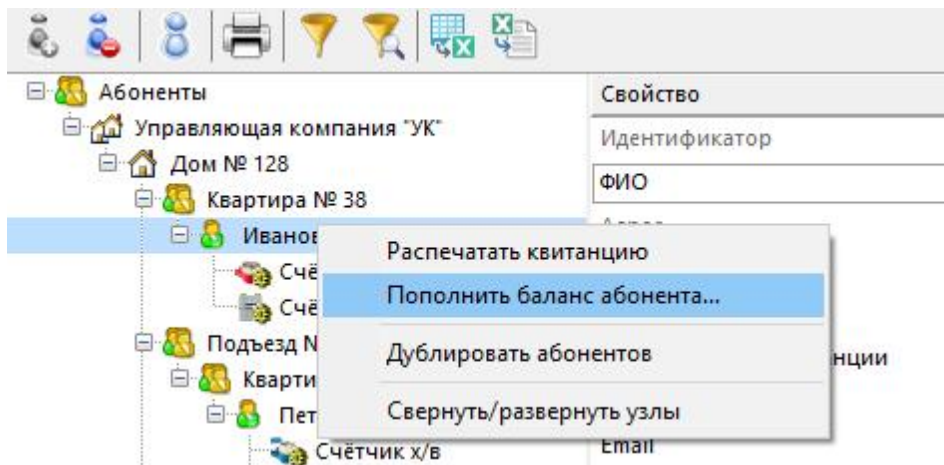 Абоненты
Управляющая компания "УК"
Дом № 128
Квартира № 38
Иванов
Счё
Счё
Подъезд N
Кварти
Пет
Счётчик х/в
Свойство
Идентификатор
ФИО
Распечатать квитанцию
Пополнить баланс абонента...
Дублировать абонентов
Свернуть/развернуть узлы
нции
Email